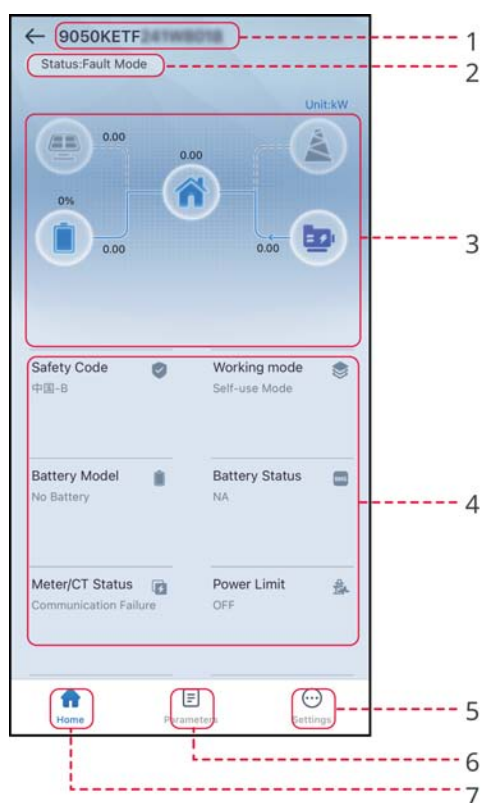 9050KETF
1
Status:Fault Mode
2
Unit:kW
0.00
0.00
0%
0.00
0.00
3
Safety Code
Working mode
中国-B
Self-use Mode
Battery Model
Battery Status
No Battery
NA
4
Meter/CT Status
Power Limit
Communication Failure
OFF
Home
Parameters
Settings
5
6
7